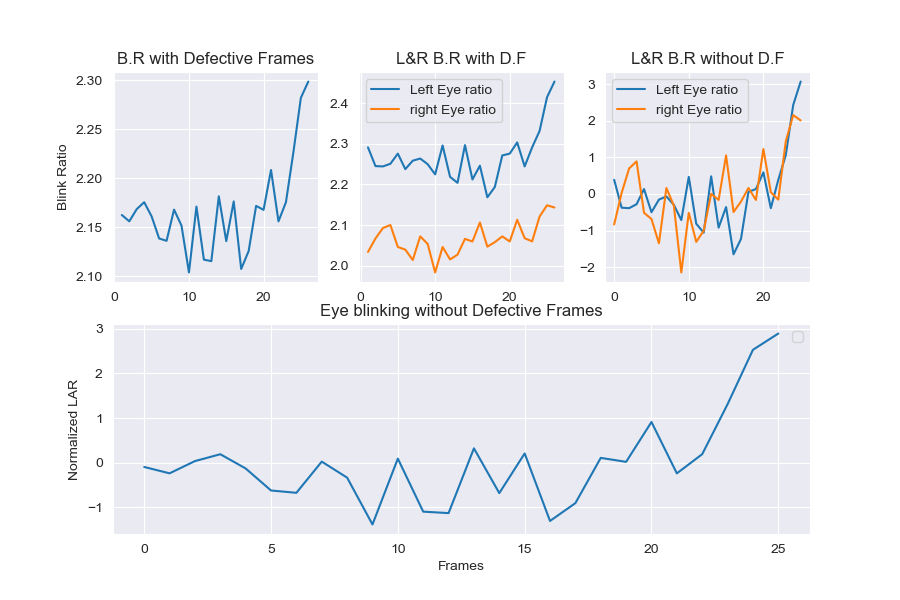 B.R with Defective Frames
Blink Ratio
2.30
2.25
2.20
2.15
2.10
0 10 20
L&R B.R with D.F
Left Eye ratio
right Eye ratio
2.4
2.3
2.2
2.1
2.0
0 10 20
L&R B.R without D.F
Left Eye ratio
right Eye ratio
3
2
1
0
−1
−2
0 10 20
Eye blinking without Defective Frames
Normalized LAR
3
2
1
0
−1
0 5 10 15 20 25
Frames